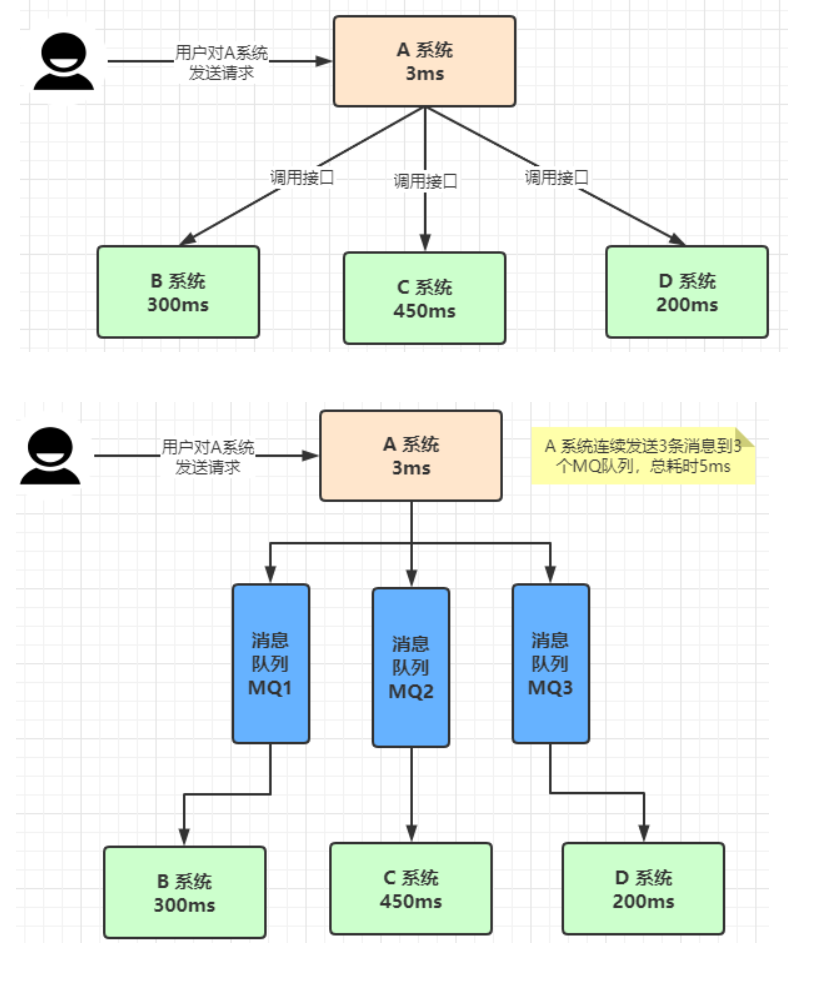 用户对A系统
发送请求
A 系统
3ms
调用接口
调用接口
调用接口
B 系统
300ms
C 系统
450ms
D 系统
200ms
用户对A系统
发送请求
A 系统
3ms
A 系统连续发送3条消息到3
个MQ队列，总耗时5ms
消息
队列
MQ1
消息
队列
MQ2
消息
队列
MQ3
B 系统
300ms
C 系统
450ms
D 系统
200ms